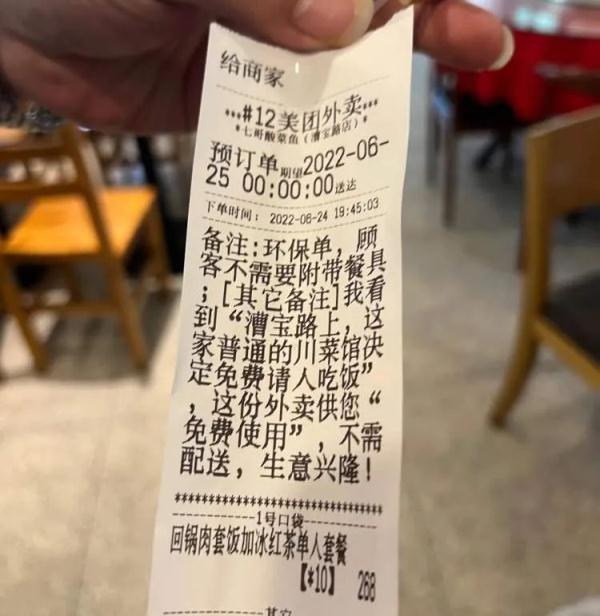 给商家
***#12美团外卖***
*七哥酸菜鱼(漕宝路店)*
预订单期望2022-06-
25 00:00:00送达
下单时间: 2022-06-24 19:45:03
备注:环保单, 顾
客不需要附带餐具
;[其它备注]我看
到“漕宝路上, 这
家普通的川菜馆决
定免费请人吃饭”
, 这份外卖供您“
免费使用”, 不需
配送, 生意兴隆!
********************************
1号口袋
回锅肉套饭加冰红茶单人套餐
【*10】 268
其它